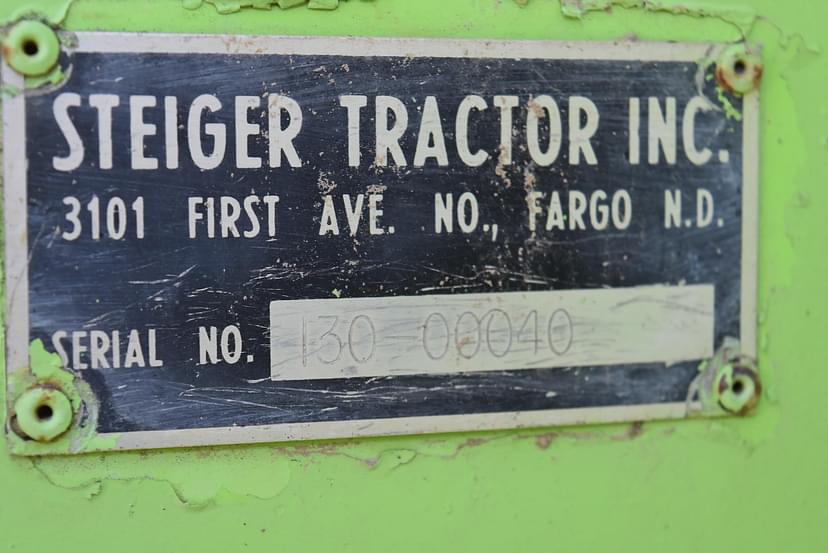 STEIGER TRACTOR INC.
3101 FIRST AVE. NO., FARGO N.D.
SERIAL NO. 130-00040